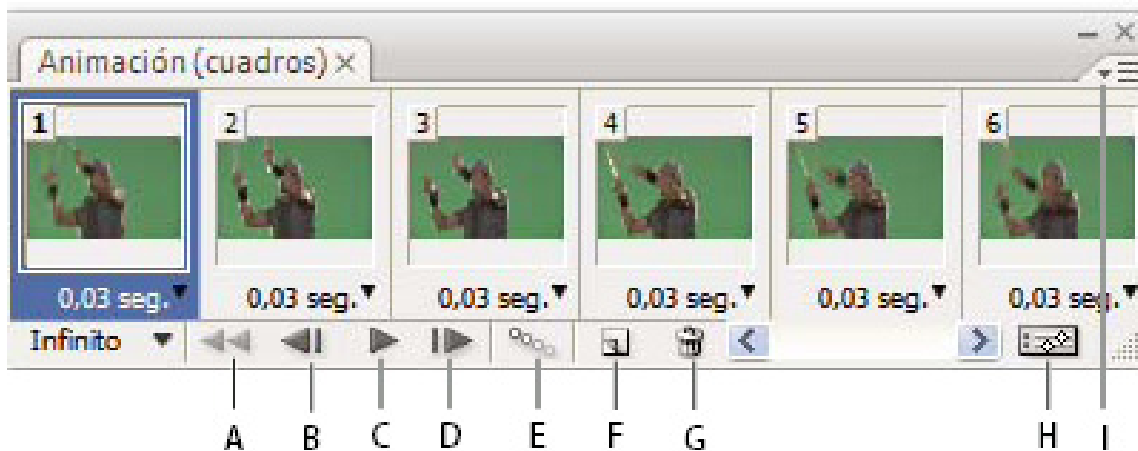 Animación (cuadros)
1 2 3 4 5 6
0,03 seg. 0,03 seg. 0,03 seg. 0,03 seg. 0,03 seg. 0,03 seg.
Infinito
A B C D E F G H I